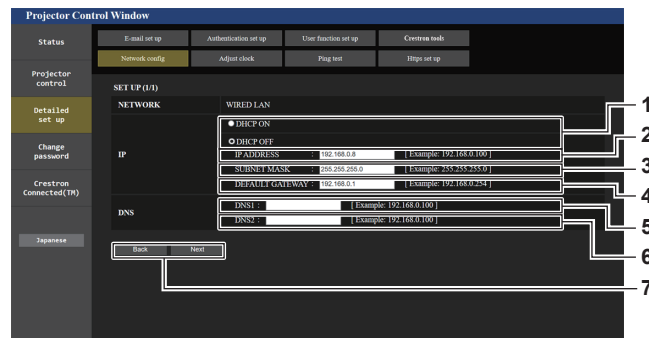 Projector Control Window
Status
Projector
control
Detailed
set up
Change
password
Crestron
Connected(TM)
Japanese
E-mail set up
Authentication set up
User function set up
Crestron tools
Network config
Adjust clock
Ping test
Https set up
SET UP (1/1)
NETWORK WIRED LAN
IP
DHCP ON
DHCP OFF
IP ADDRESS : 192.168.0.8 [ Example: 192.168.0.100 ]
SUBNET MASK : 255.255.255.0 [ Example: 255.255.255.0 ]
DEFAULT GATEWAY : 192.168.0.1 [ Example: 192.168.0.254 ]
DNS
DNS1 : [ Example: 192.168.0.100 ]
DNS2 : [ Example: 192.168.0.100 ]
Back Next
1
2
3
4
5
6
7